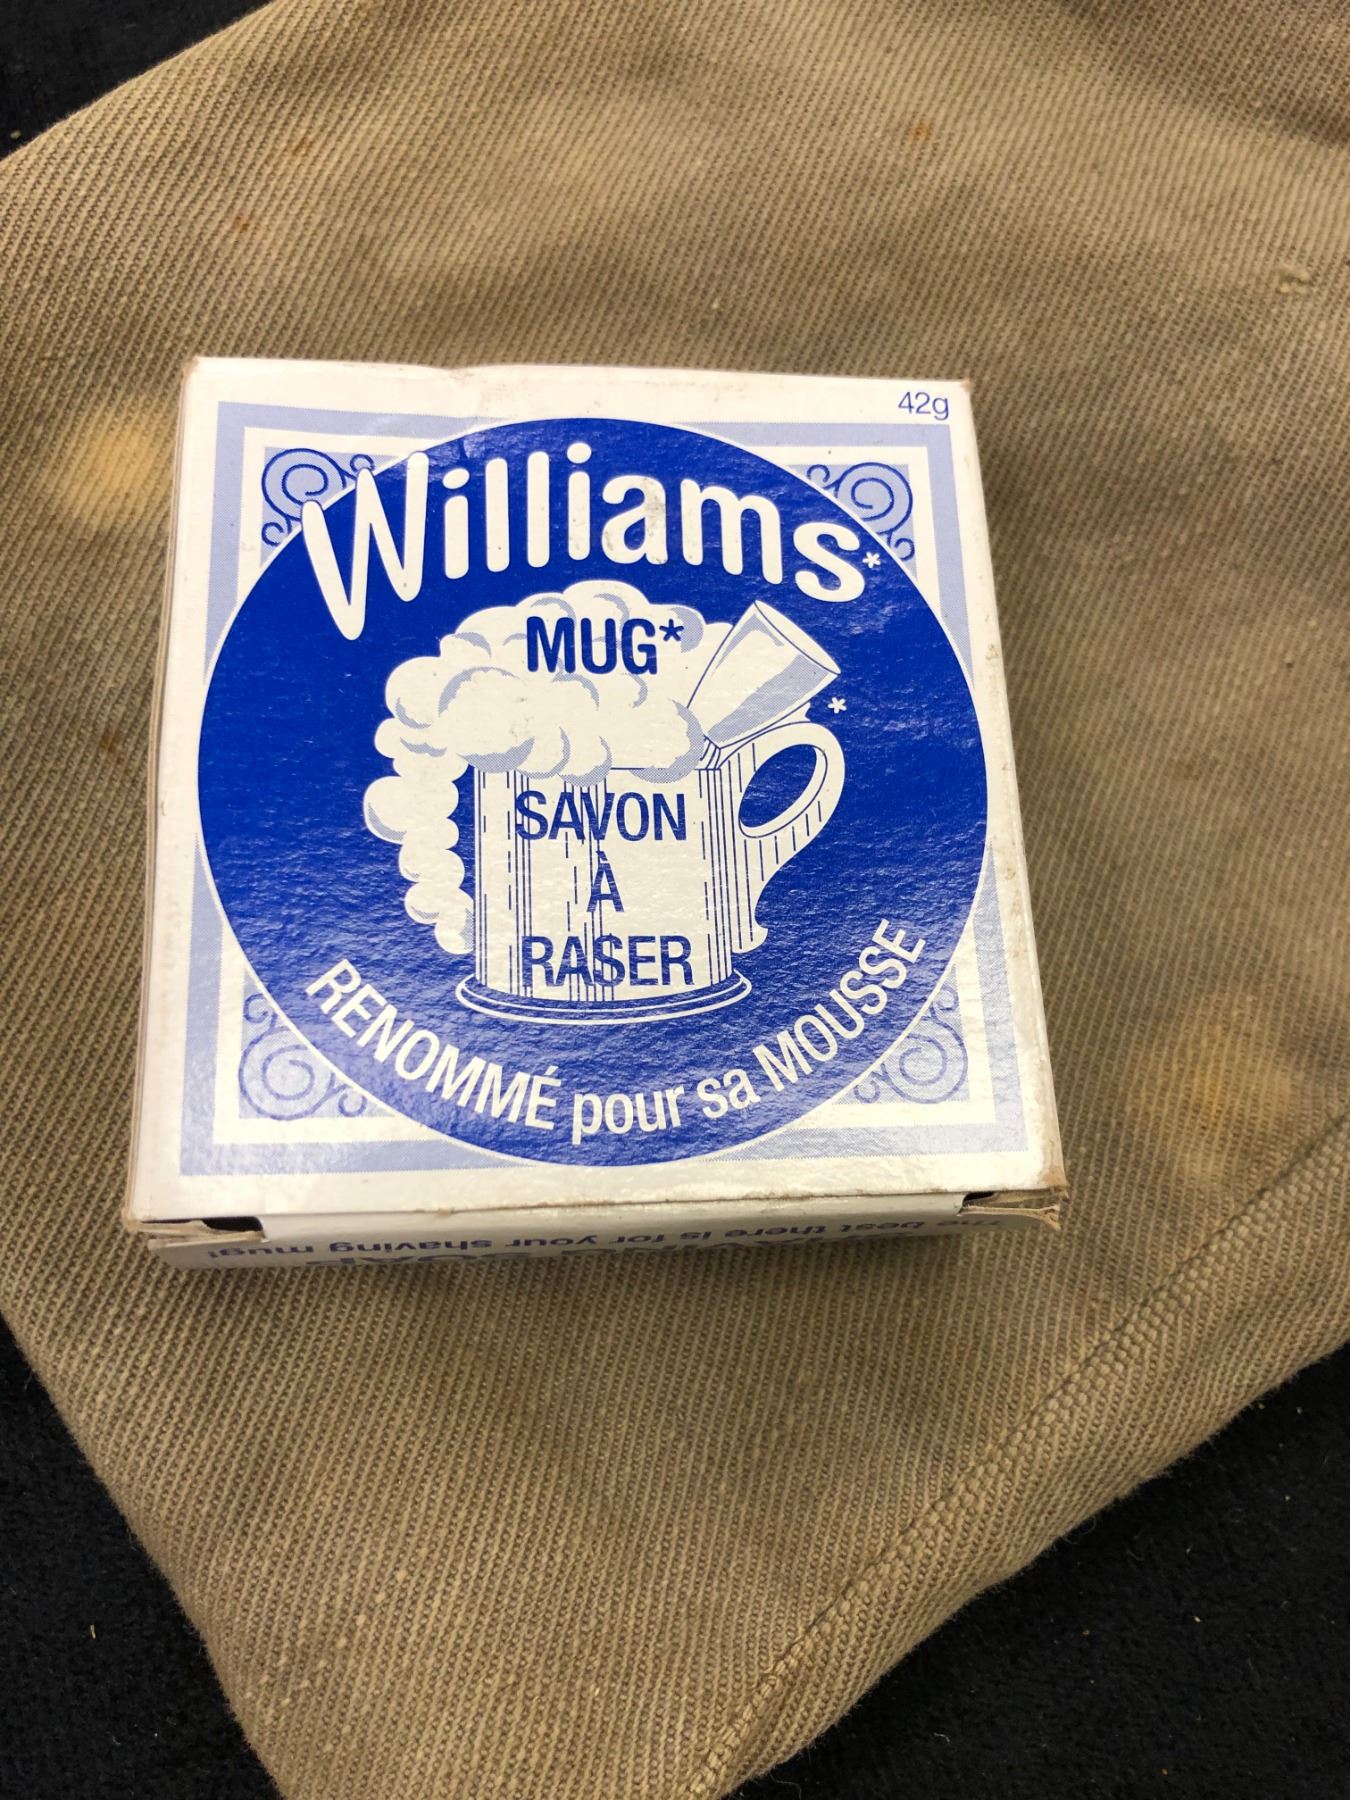 42g
Williams*
MUG*
*
SAVON
À
RASER
RENOMMÉ pour sa MOUSSE
The best there is for your shaving mug!